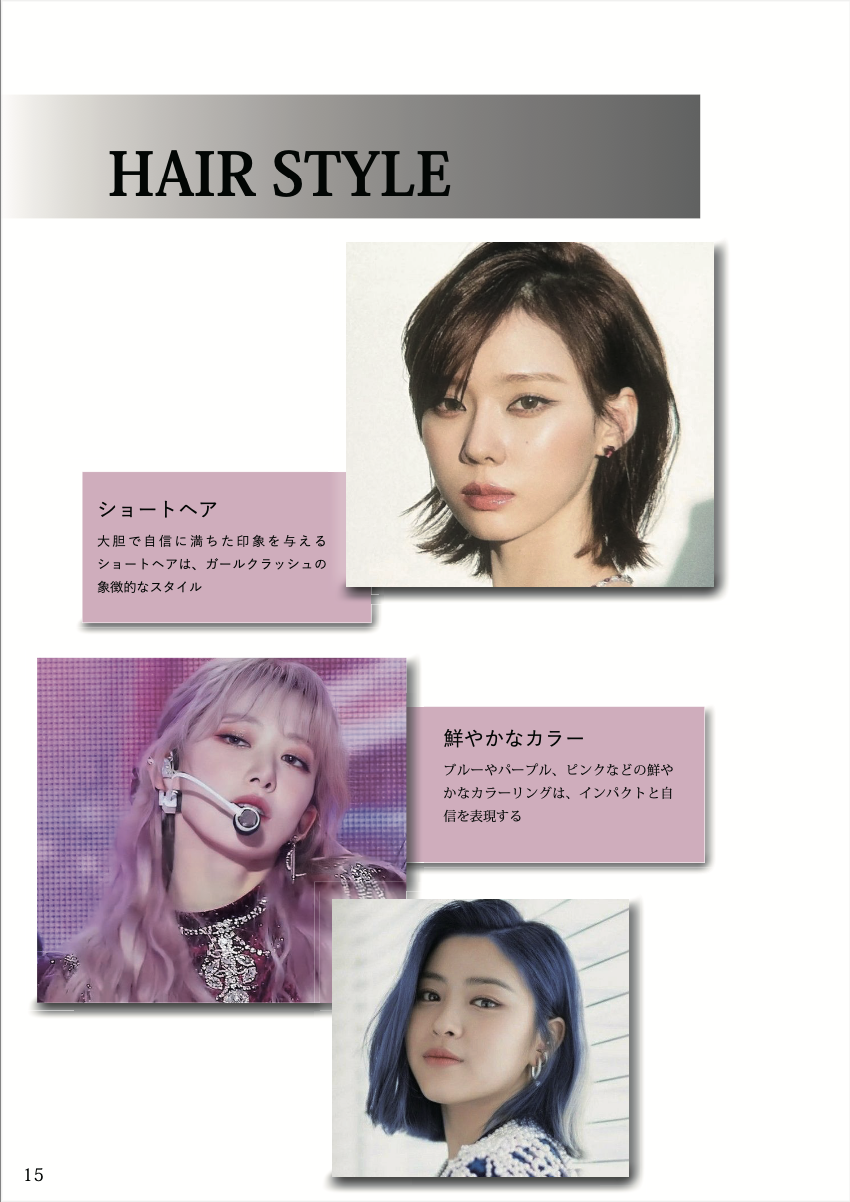 HAIR STYLE
ショートヘア
大胆で自信に満ちた印象を与える
ショートヘアは、ガールクラッシュの
象徴的なスタイル
鮮やかなカラー
ブルーやパープル、ピンクなどの鮮や
かなカラーリングは、インパクトと自
信を表現する
15